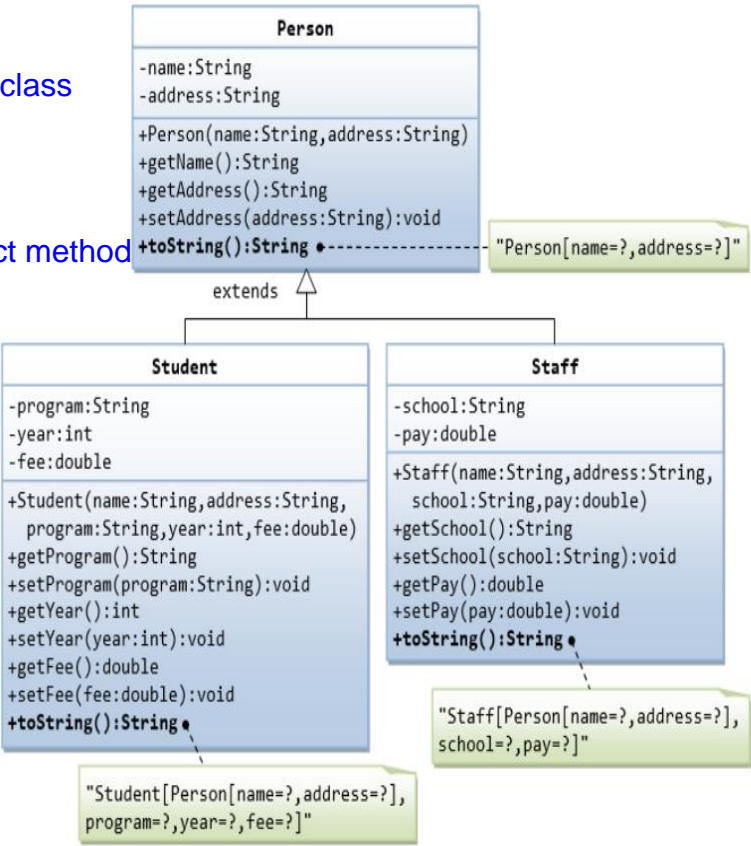 Person
-name:String
-address:String
class
+Person(name:String,address:String)
+getName():String
+getAddress():String
+setAddress(address:String):void
ct method
+toString():String
"Person[name=?,address=?]"
extends
Student
-program:String
-year:int
-fee:double
+Student(name:String,address:String,
program:String,year:int,fee:double)
+getProgram():String
+setProgram(program:String):void
+getYear():int
+setYear(year:int):void
+getFee():double
+setFee(fee:double):void
+toString():String
"Student[Person[name=?,address=?],
program=?,year=?,fee=?]"
Staff
-school:String
-pay:double
+Staff(name:String,address:String,
school:String,pay:double)
+getSchool():String
+setSchool(school:String):void
+getPay():double
+setPay(pay:double):void
+toString():String
"Staff[Person[name=?,address=?],
school=?,pay=?]"